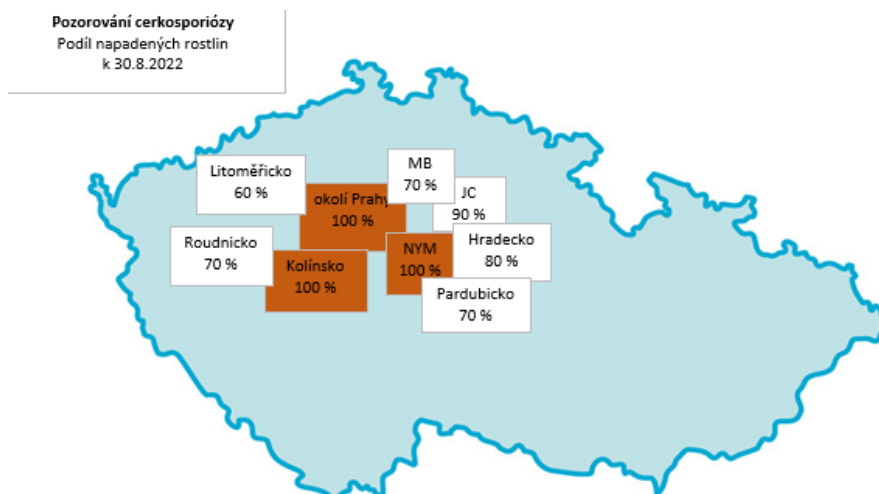 Pozorování cerkosporiózy
Podíl napadených rostlin
k 30.8.2022
Litoměřicko
60 %
MB
70 %
okolí Prahy
100 %
JC
90 %
Roudnicko
70 %
Kolínsko
100 %
NYM
100 %
Hradecko
80 %
Pardubicko
70 %